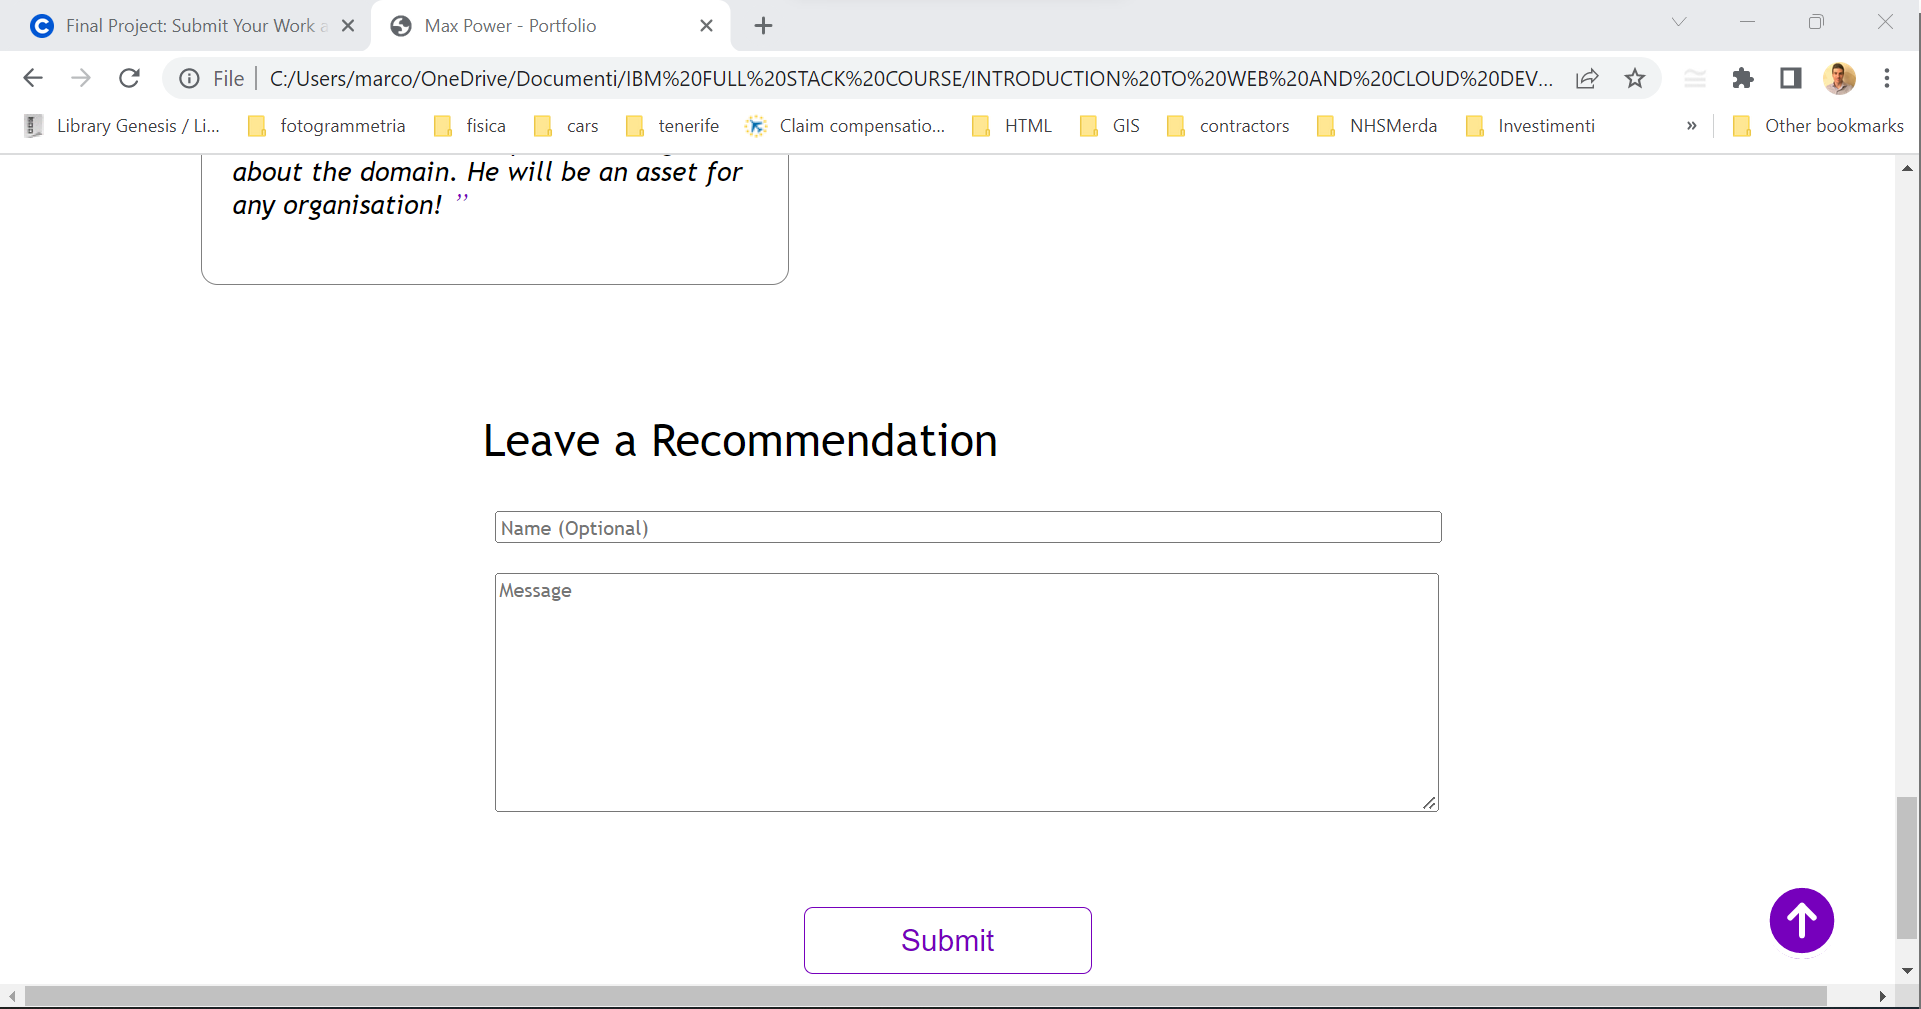 Final Project: Submit Your Work a
Max Power - Portfolio
File
C:/Users/marco/OneDrive/Documenti/IBM%20FULL%20STACK%20COURSE/INTRODUCTION%20TO%20WEB%20AND%20CLOUD%20DEV...
Library Genesis / Li...
fotogrammetria
fisica
cars
tenerife
Claim compensatio...
HTML
GIS
contractors
NHSMerda
Investimenti
»
Other bookmarks
about the domain. He will be an asset for
any organisation! ”
Leave a Recommendation
Name (Optional)
Message
Submit